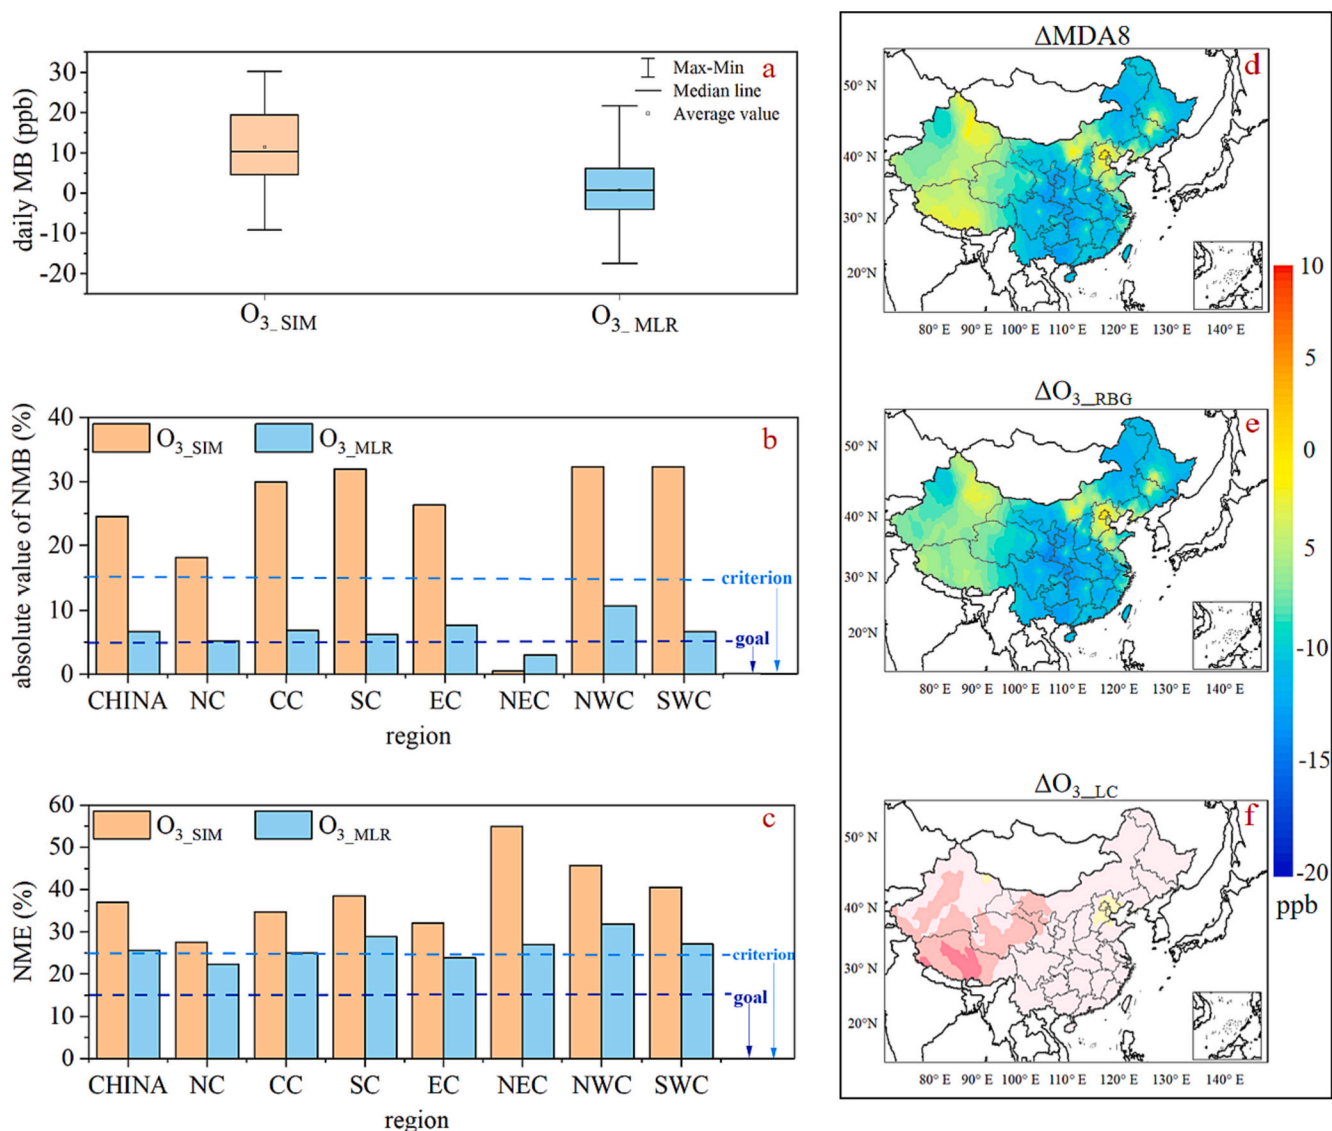 a
30
20
10
0
-10
-20
daily MB (ppb)
Max-Min
Median line
Average value
O3_SIM
O3_MLR
b
40
30
20
10
0
absolute value of NMB (%)
O3_SIM
O3_MLR
criterion
goal
CHINA NC CC SC EC NEC NWC SWC
region
c
60
50
40
30
20
10
0
NME (%)
O3_SIM
O3_MLR
criterion
goal
CHINA NC CC SC EC NEC NWC SWC
region
ΔMDA8
d
50° N
40° N
30° N
20° N
80° E 90° E 100° E 110° E 120° E 130° E 140° E
ΔO3__RBG
e
50° N
40° N
30° N
20° N
80° E 90° E 100° E 110° E 120° E 130° E 140° E
ΔO3__LC
f
50° N
40° N
30° N
20° N
80° E 90° E 100° E 110° E 120° E 130° E 140° E
10
5
0
-5
-10
-15
-20
ppb